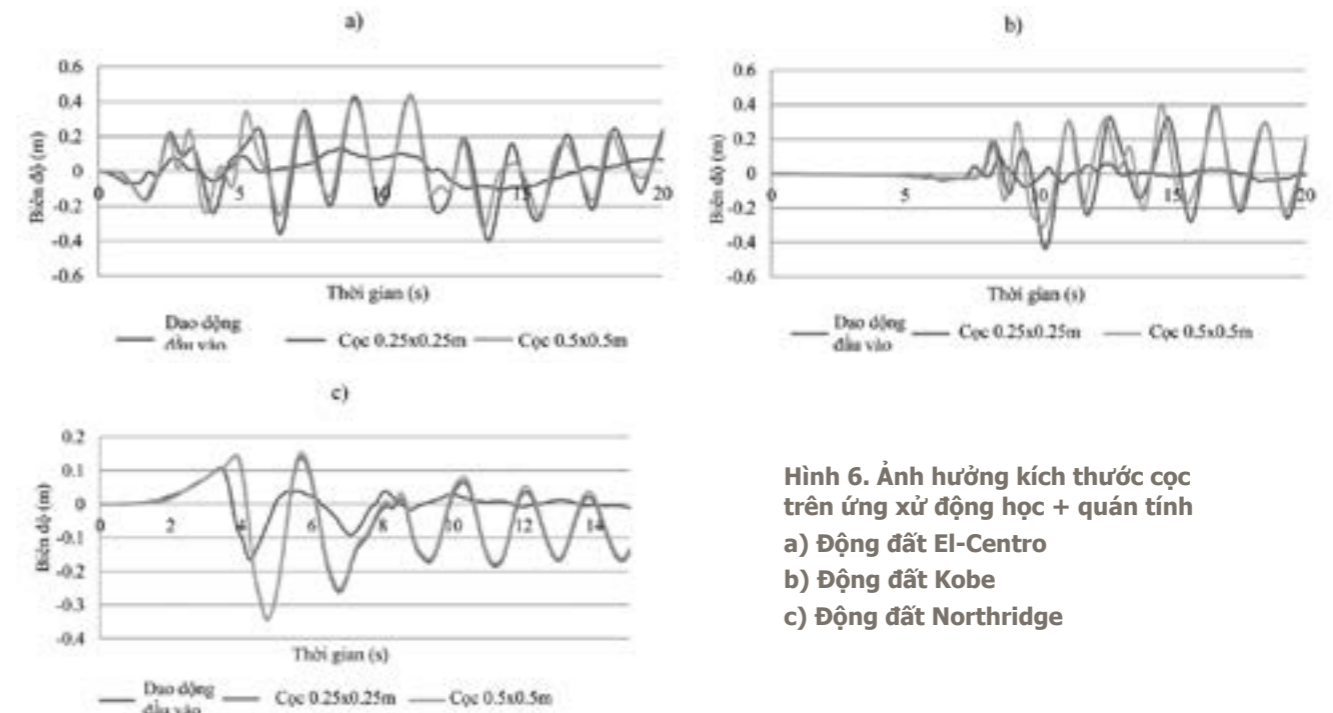 a)
0.6
0.4
0.2
0
-0.2
-0.4
-0.6
Biên độ (m)
0 5 10 15 20
Thời gian (s)
Dao động đầu vào
Cọc 0.25x0.25m
Cọc 0.5x0.5m
b)
0.6
0.4
0.2
0
-0.2
-0.4
-0.6
Biên độ (m)
0 5 10 15 20
Thời gian (s)
Dao động đầu vào
Cọc 0.25x0.25m
Cọc 0.5x0.5m
c)
0.2
0.1
0
-0.1
-0.2
-0.3
-0.4
Biên độ (m)
0 2 4 6 8 10 12 14
Thời gian (s)
Dao động đầu vào
Cọc 0.25x0.25m
Cọc 0.5x0.5m
Hình 6. Ảnh hưởng kích thước cọc
trên ứng xử động học + quán tính
a) Động đất El-Centro
b) Động đất Kobe
c) Động đất Northridge